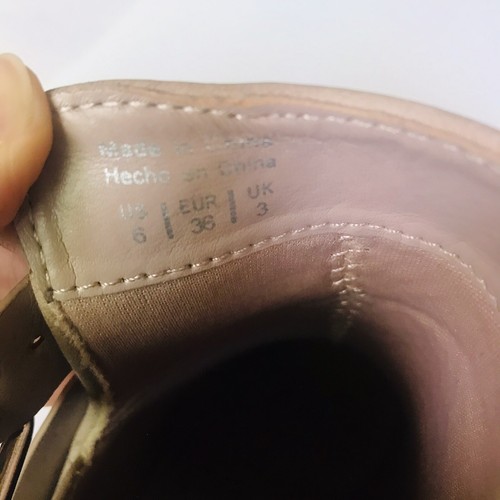 Made in China
Hecho en China
US | EUR | UK
6 | 36 | 3